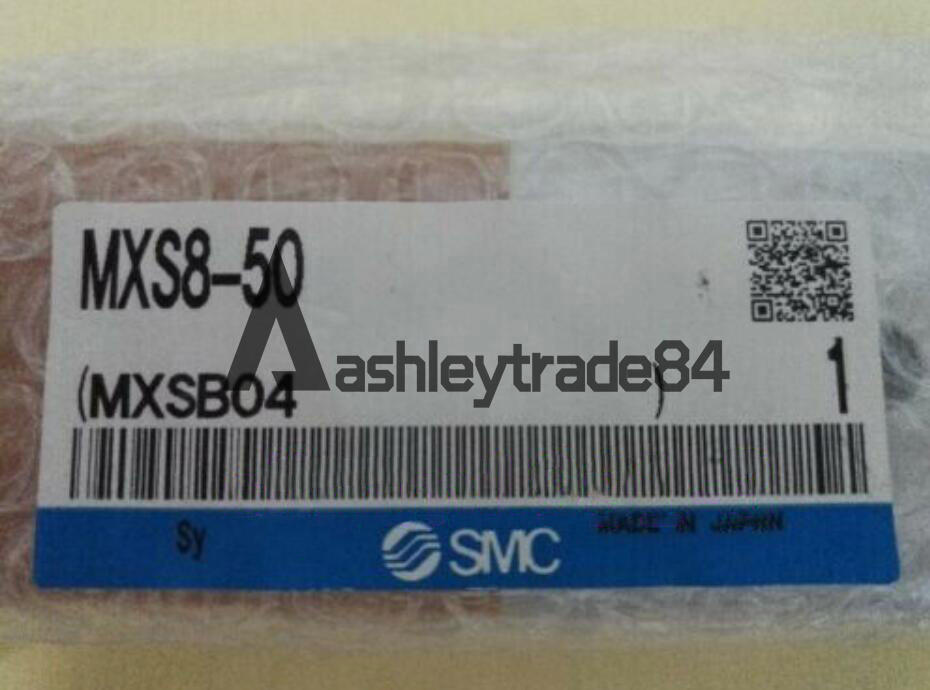 MXS8-50
ashleytrade84
(MXSB04 )
1
Sy
SMC
MADE IN JAPAN